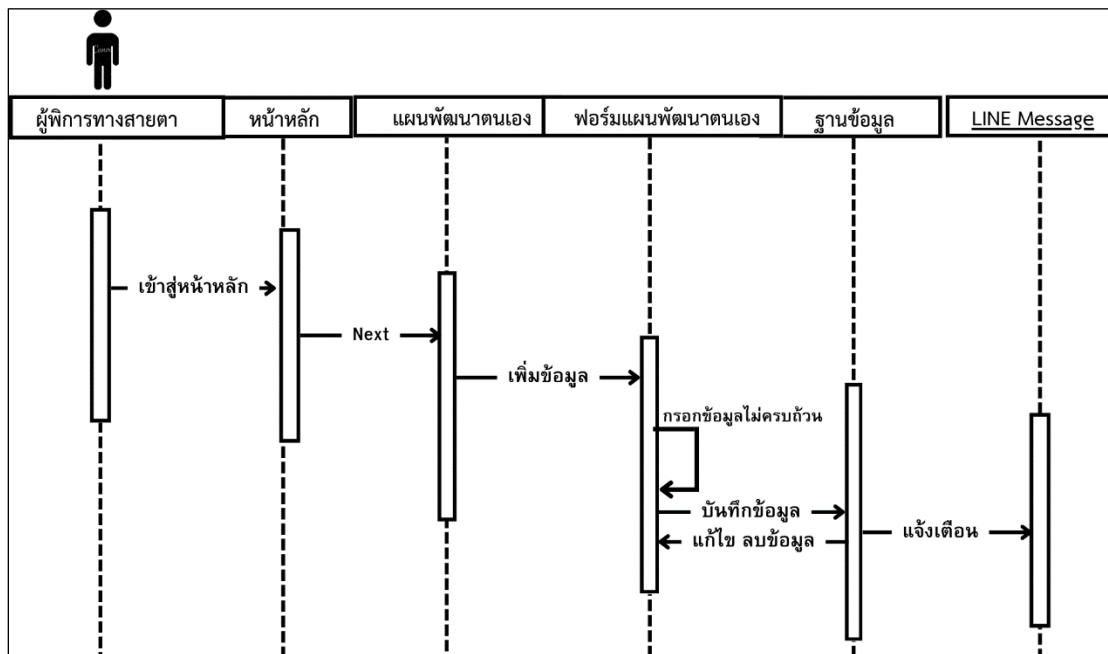 Canva
ผู้พิการทางสายตา
หน้าหลัก
แผนพัฒนาตนเอง
ฟอร์มแผนพัฒนาตนเอง
ฐานข้อมูล
LINE Message
เข้าสู่หน้าหลัก
Next
เพิ่มข้อมูล
กรอกข้อมูลไม่ครบถ้วน
บันทึกข้อมูล
แจ้งเตือน
แก้ไข ลบข้อมูล